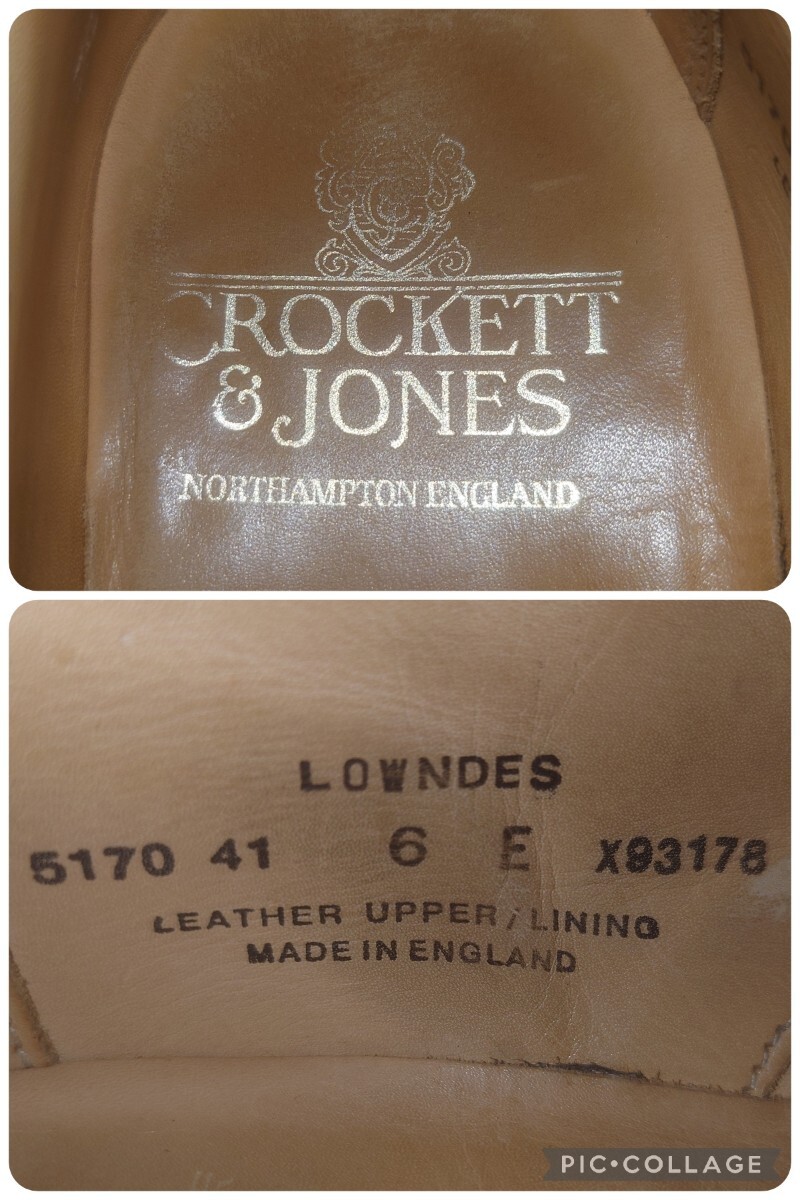 CROCKETT
& JONES
NORTHAMPTON ENGLAND
LOWNDES
5170 41 6 E X93178
LEATHER UPPER / LINING
MADE IN ENGLAND
PIC•COLLAGE